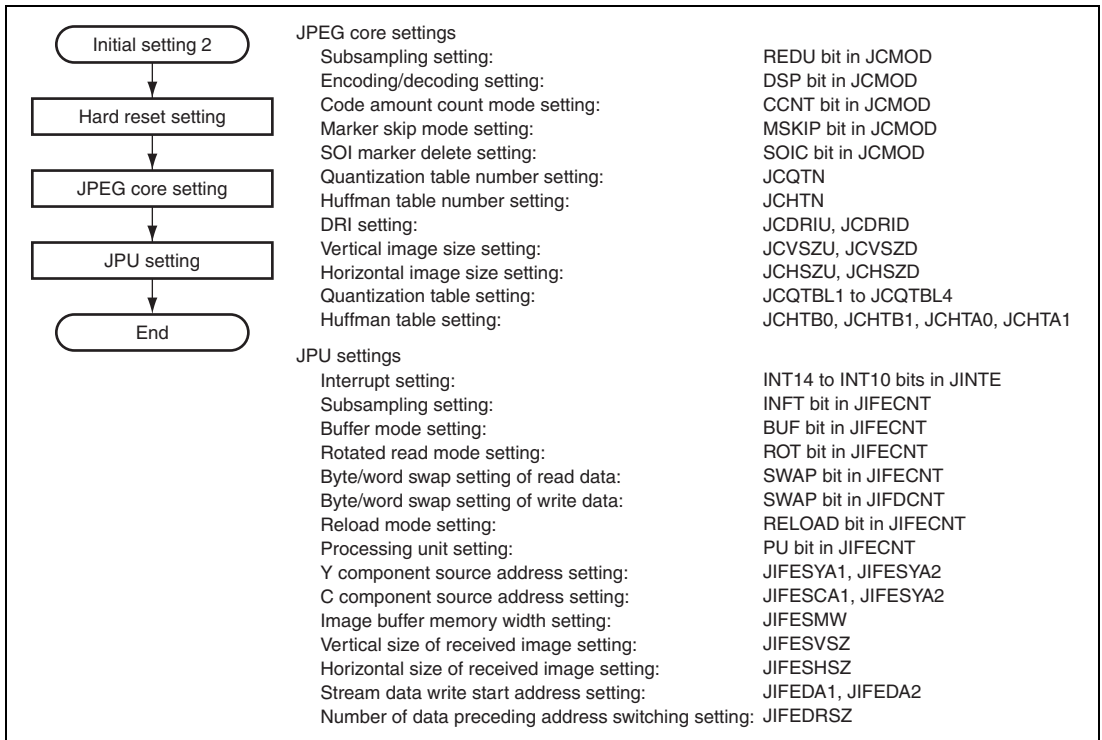 Initial setting 2
Hard reset setting
JPEG core setting
JPU setting
End
JPEG core settings
Subsampling setting: REDU bit in JCMOD
Encoding/decoding setting: DSP bit in JCMOD
Code amount count mode setting: CCNT bit in JCMOD
Marker skip mode setting: MSKIP bit in JCMOD
SOI marker delete setting: SOIC bit in JCMOD
Quantization table number setting: JCQTN
Huffman table number setting: JCHTN
DRI setting: JCDRIU, JCDRID
Vertical image size setting: JCVSZU, JCVSZD
Horizontal image size setting: JCHSZU, JCHSZD
Quantization table setting: JCQTBL1 to JCQTBL4
Huffman table setting: JCHTB0, JCHTB1, JCHTA0, JCHTA1
JPU settings
Interrupt setting: INT14 to INT10 bits in JINTE
Subsampling setting: INFT bit in JIFECNT
Buffer mode setting: BUF bit in JIFECNT
Rotated read mode setting: ROT bit in JIFECNT
Byte/word swap setting of read data: SWAP bit in JIFECNT
Byte/word swap setting of write data: SWAP bit in JIFDCNT
Reload mode setting: RELOAD bit in JIFECNT
Processing unit setting: PU bit in JIFECNT
Y component source address setting: JIFESYA1, JIFESYA2
C component source address setting: JIFESCA1, JIFESYA2
Image buffer memory width setting: JIFESMW
Vertical size of received image setting: JIFESVSZ
Horizontal size of received image setting: JIFESHSZ
Stream data write start address setting: JIFEDA1, JIFEDA2
Number of data preceding address switching setting: JIFEDRSZ